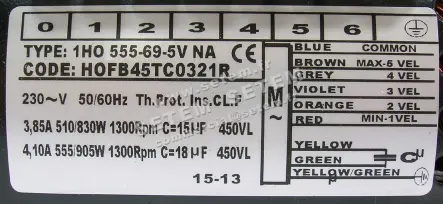 0 1 2 3 4 5 6
TYPE: 1HO 555-69-5V NA CE
CODE: HOFB45TC0321R
230~V 50/60Hz Th.Prot. Ins.CL.F
3,85A 510/830W 1300Rpm C=15µF 450VL
4,10A 555/905W 1300Rpm C=18µF 450VL
15-13
M~
BLUE COMMON
BROWN MAX-5 VEL
GREY 4 VEL
VIOLET 3 VEL
ORANGE 2 VEL
RED MIN-1VEL
YELLOW
GREEN Cµ
YELLOW/GREEN